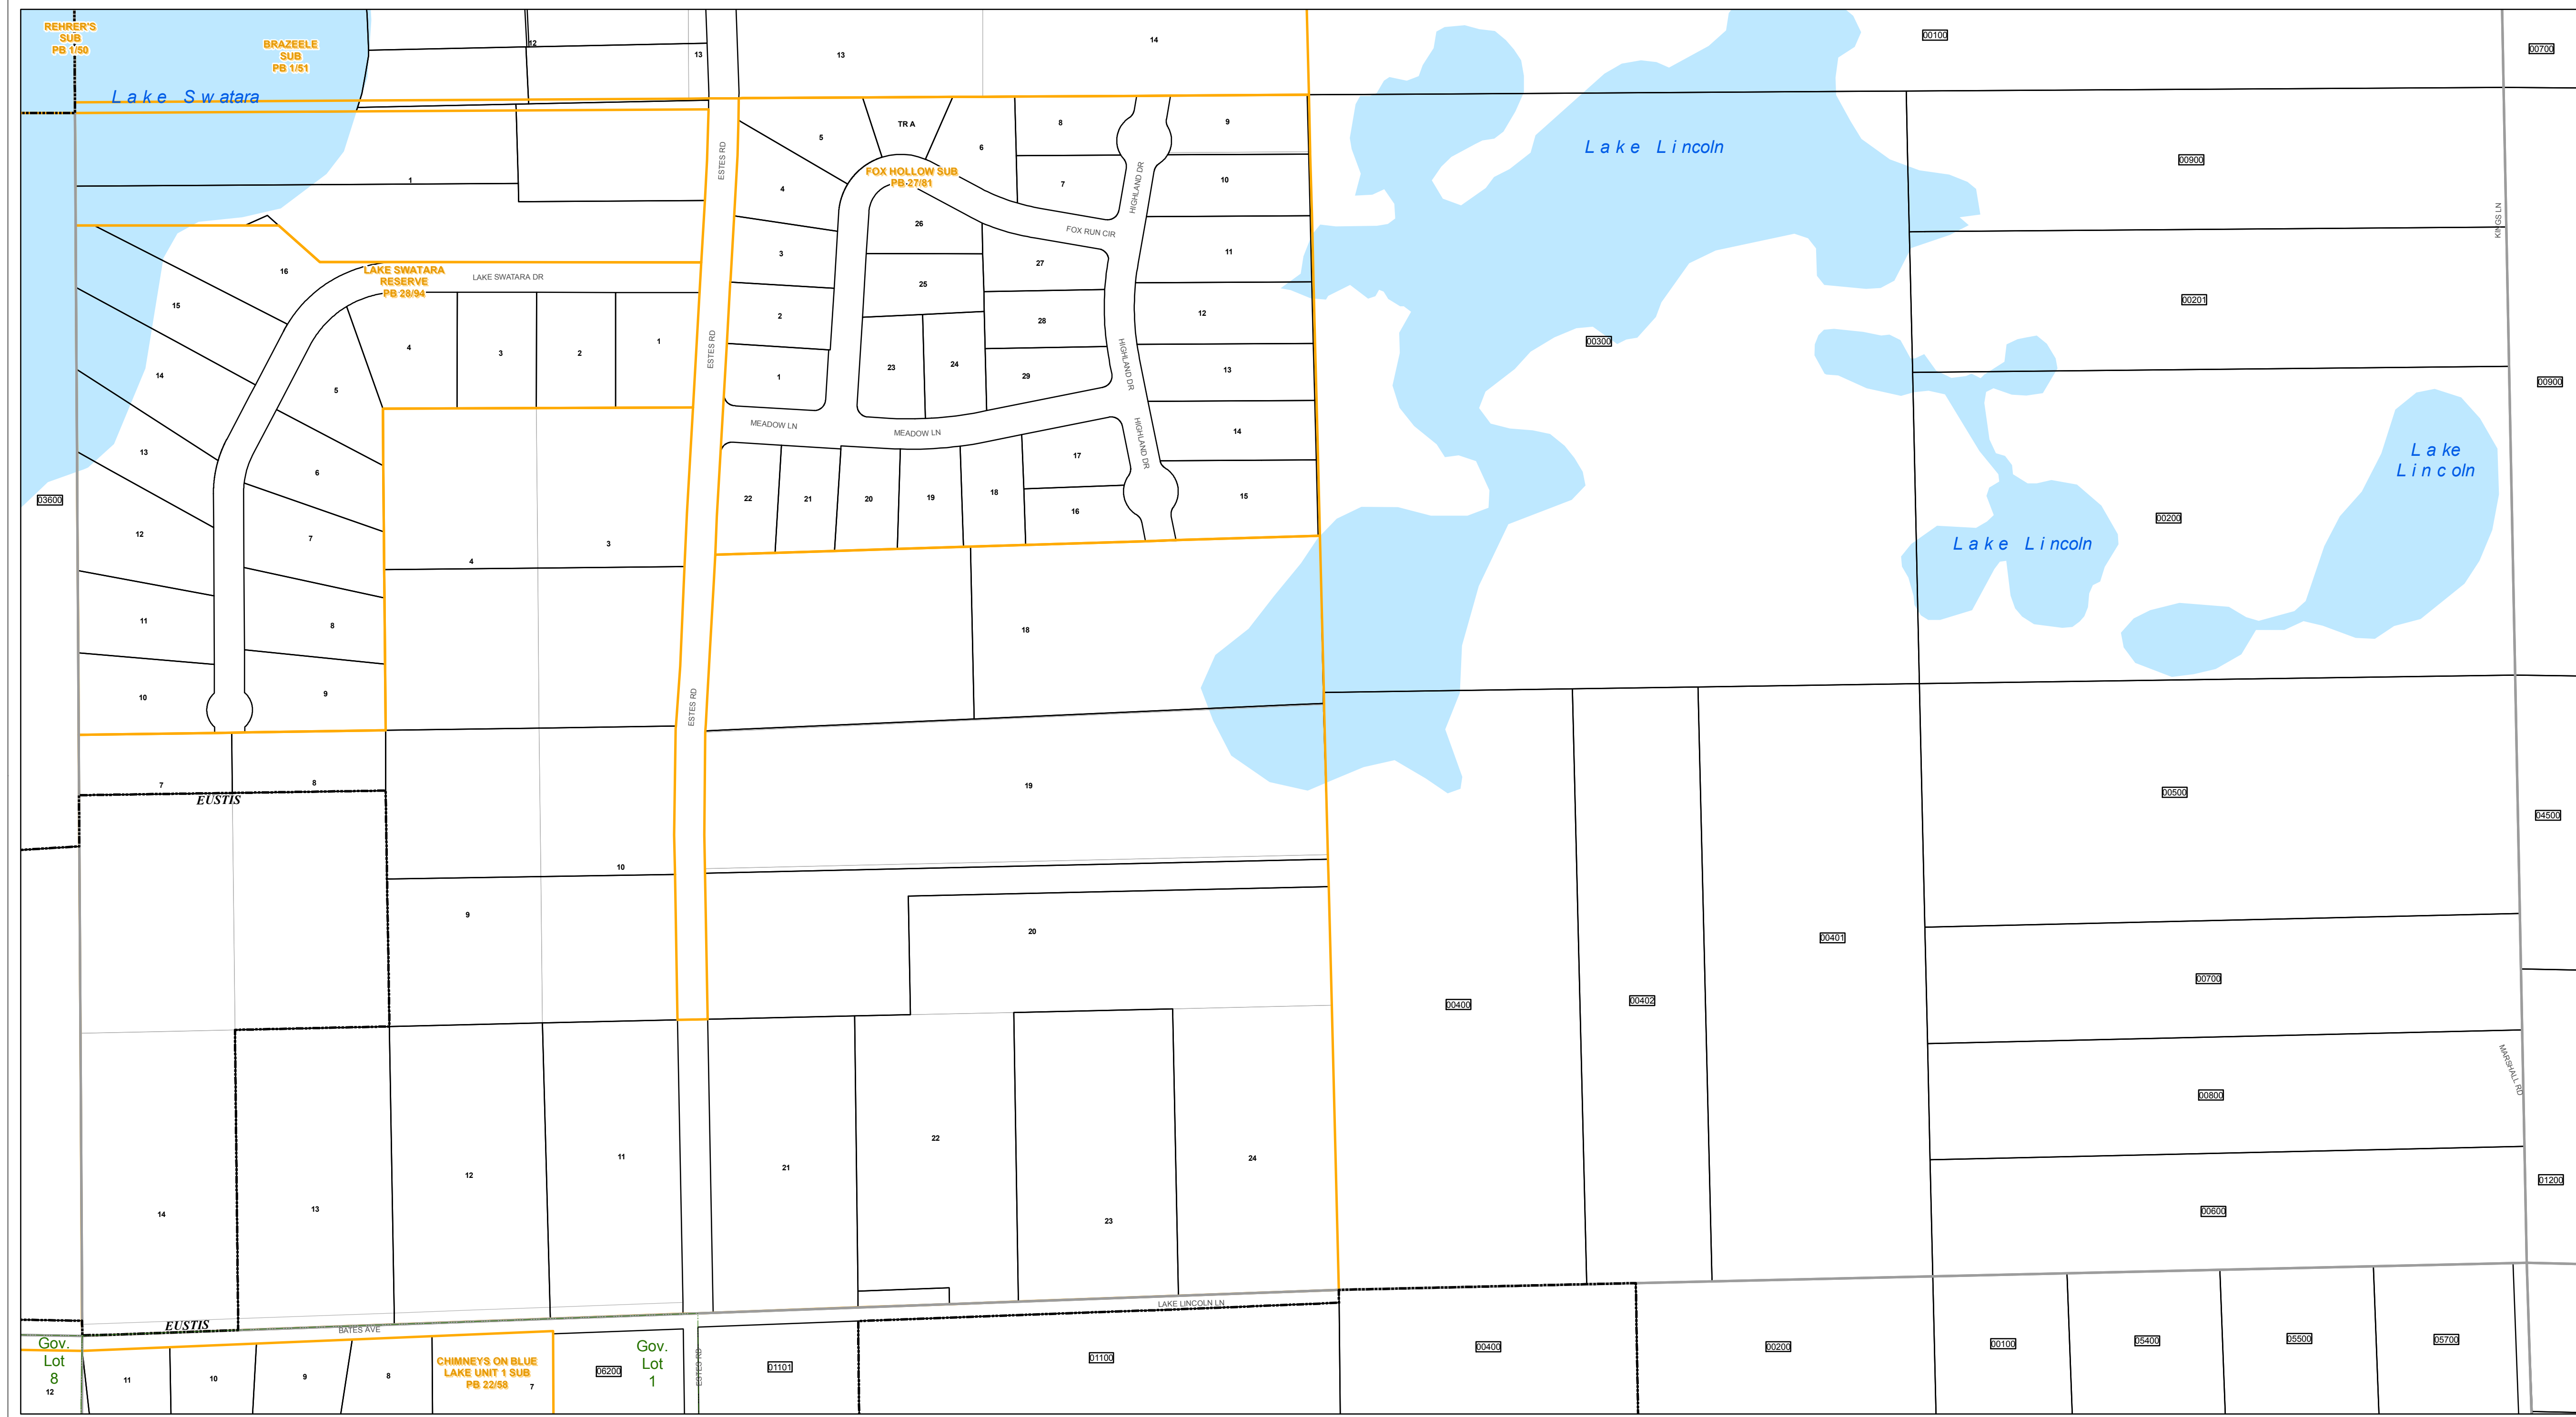 REHRER'S
SUB
PB 1/50
BRAZEELE
SUB
PB 1/51
Lake Swatara
12
13
13
14
00100
00700
TR A
5
6
8
9
4
7
10
FOX HOLLOW SUB
PB 27/81
ESTES RD
HIGHLAND DR
FOX RUN CIR
Lake Lincoln
00900
KINGS LN
1
16
LAKE SWATARA
RESERVE
PB 28/94
LAKE SWATARA DR
15
14
13
12
11
10
4
3
2
1
5
6
7
8
9
03600
3
2
1
26
25
23
24
27
28
29
11
12
13
14
15
ESTES RD
HIGHLAND DR
HIGHLAND DR
MEADOW LN
MEADOW LN
22
21
20
19
18
17
16
00201
00300
00900
00200
Lake
Lincoln
Lake Lincoln
3
4
18
ESTES RD
7
8
EUSTIS
19
00500
04500
10
9
20
00401
00700
00400
00402
MARSHALL RD
00800
11
12
13
14
21
22
23
24
01200
00600
EUSTIS
BATES AVE
LAKE LINCOLN LN
Gov.
Lot
8
12
11
10
9
8
CHIMNEYS ON BLUE
LAKE UNIT 1 SUB
PB 22/58
7
06200
Gov.
Lot
1
ESTES RD
01101
01100
00400
00200
00100
05400
05500
05700